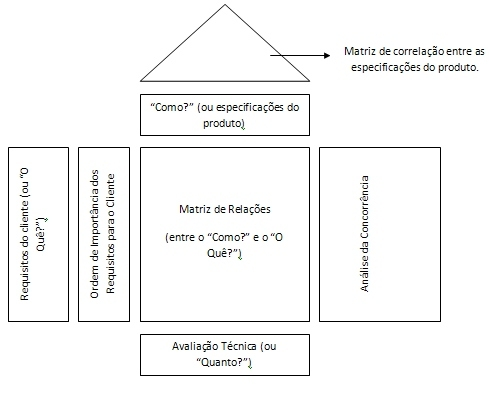 Matriz de correlação entre as
especificações do produto.
“Como?” (ou especificações do
produto)
Requisitos do cliente (ou “O
Quê?”)
Ordem de Importância dos
Requisitos para o Cliente
Matriz de Relações
(entre o “Como?” e o “O
Quê?”)
Análise da Concorrência
Avaliação Técnica (ou
“Quanto?”)